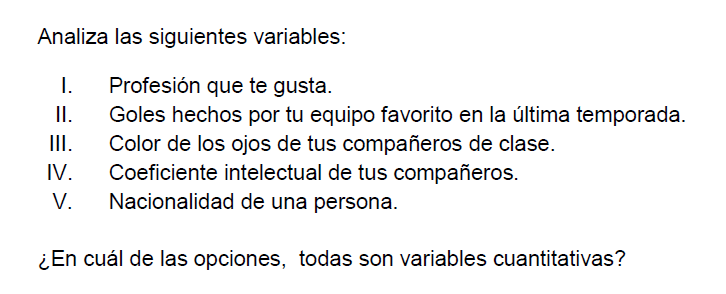 Analiza las siguientes variables:
I. Profesión que te gusta.
II. Goles hechos por tu equipo favorito en la última temporada.
III. Color de los ojos de tus compañeros de clase.
IV. Coeficiente intelectual de tus compañeros.
V. Nacionalidad de una persona.
¿En cuál de las opciones, todas son variables cuantitativas?